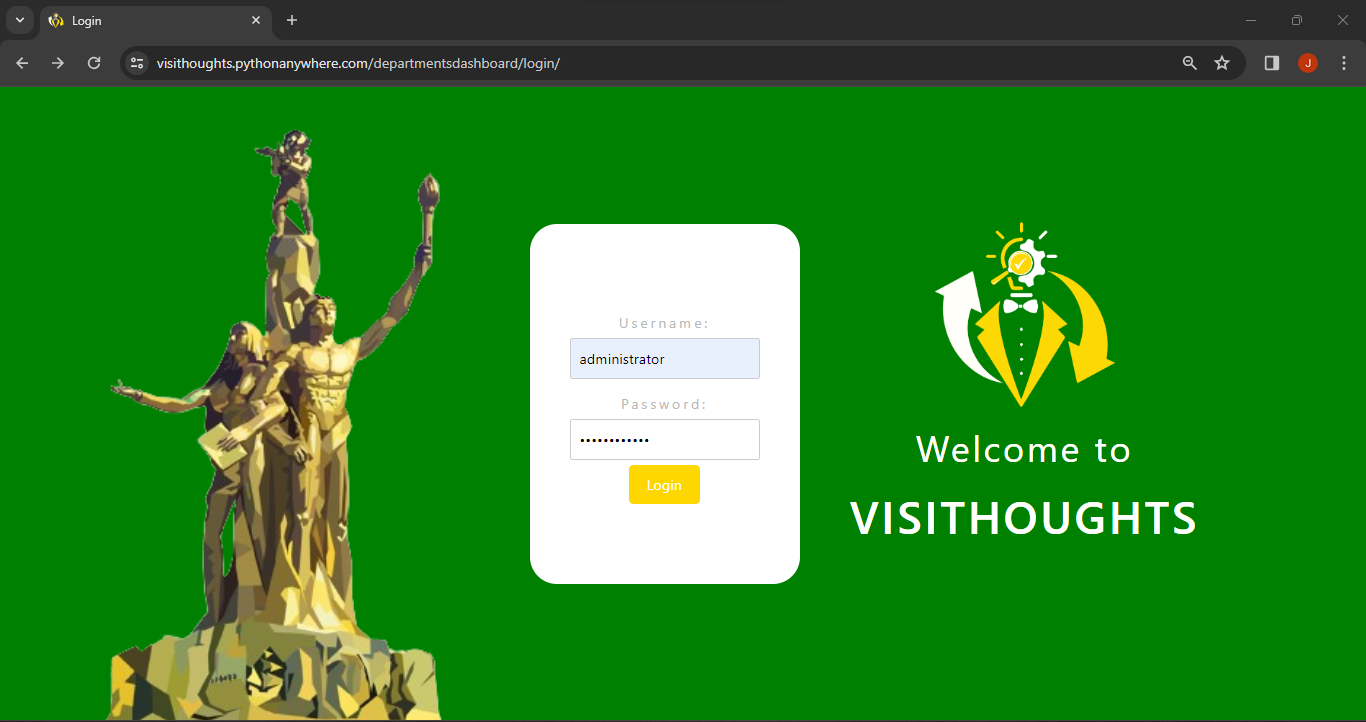 Login
visithoughts.pythonanywhere.com/departmentsdashboard/login/
J
Username:
administrator
Password:
••••••••••••
Login
Welcome to
VISITHOUGHTS